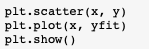 plt.scatter(x, y)
plt.plot(x, yfit)
plt.show()